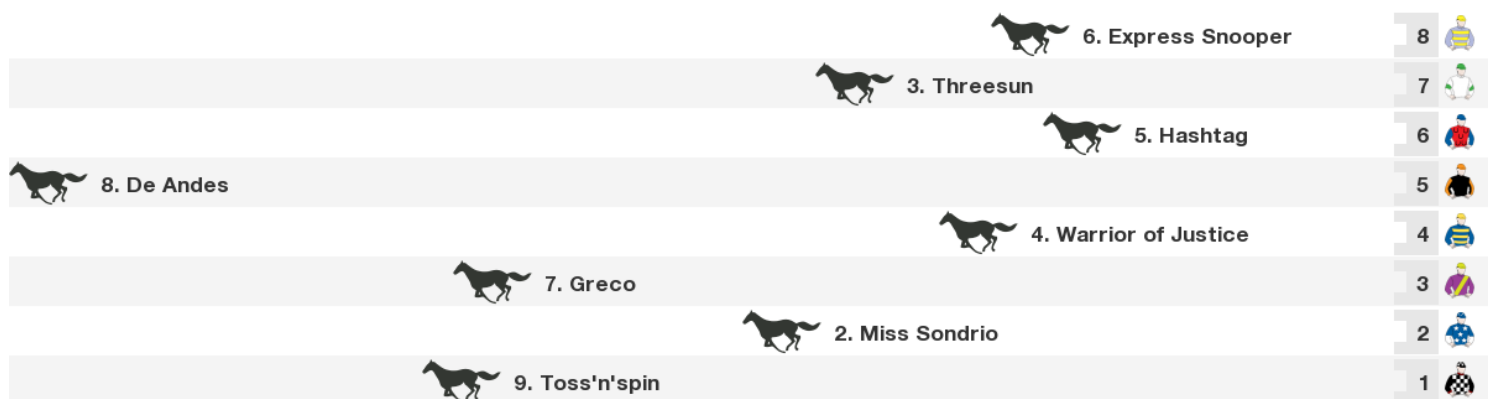 6. Express Snooper 8
3. Threesun 7
5. Hashtag 6
8. De Andes 5
4. Warrior of Justice 4
7. Greco 3
2. Miss Sondrio 2
9. Toss'n'spin 1